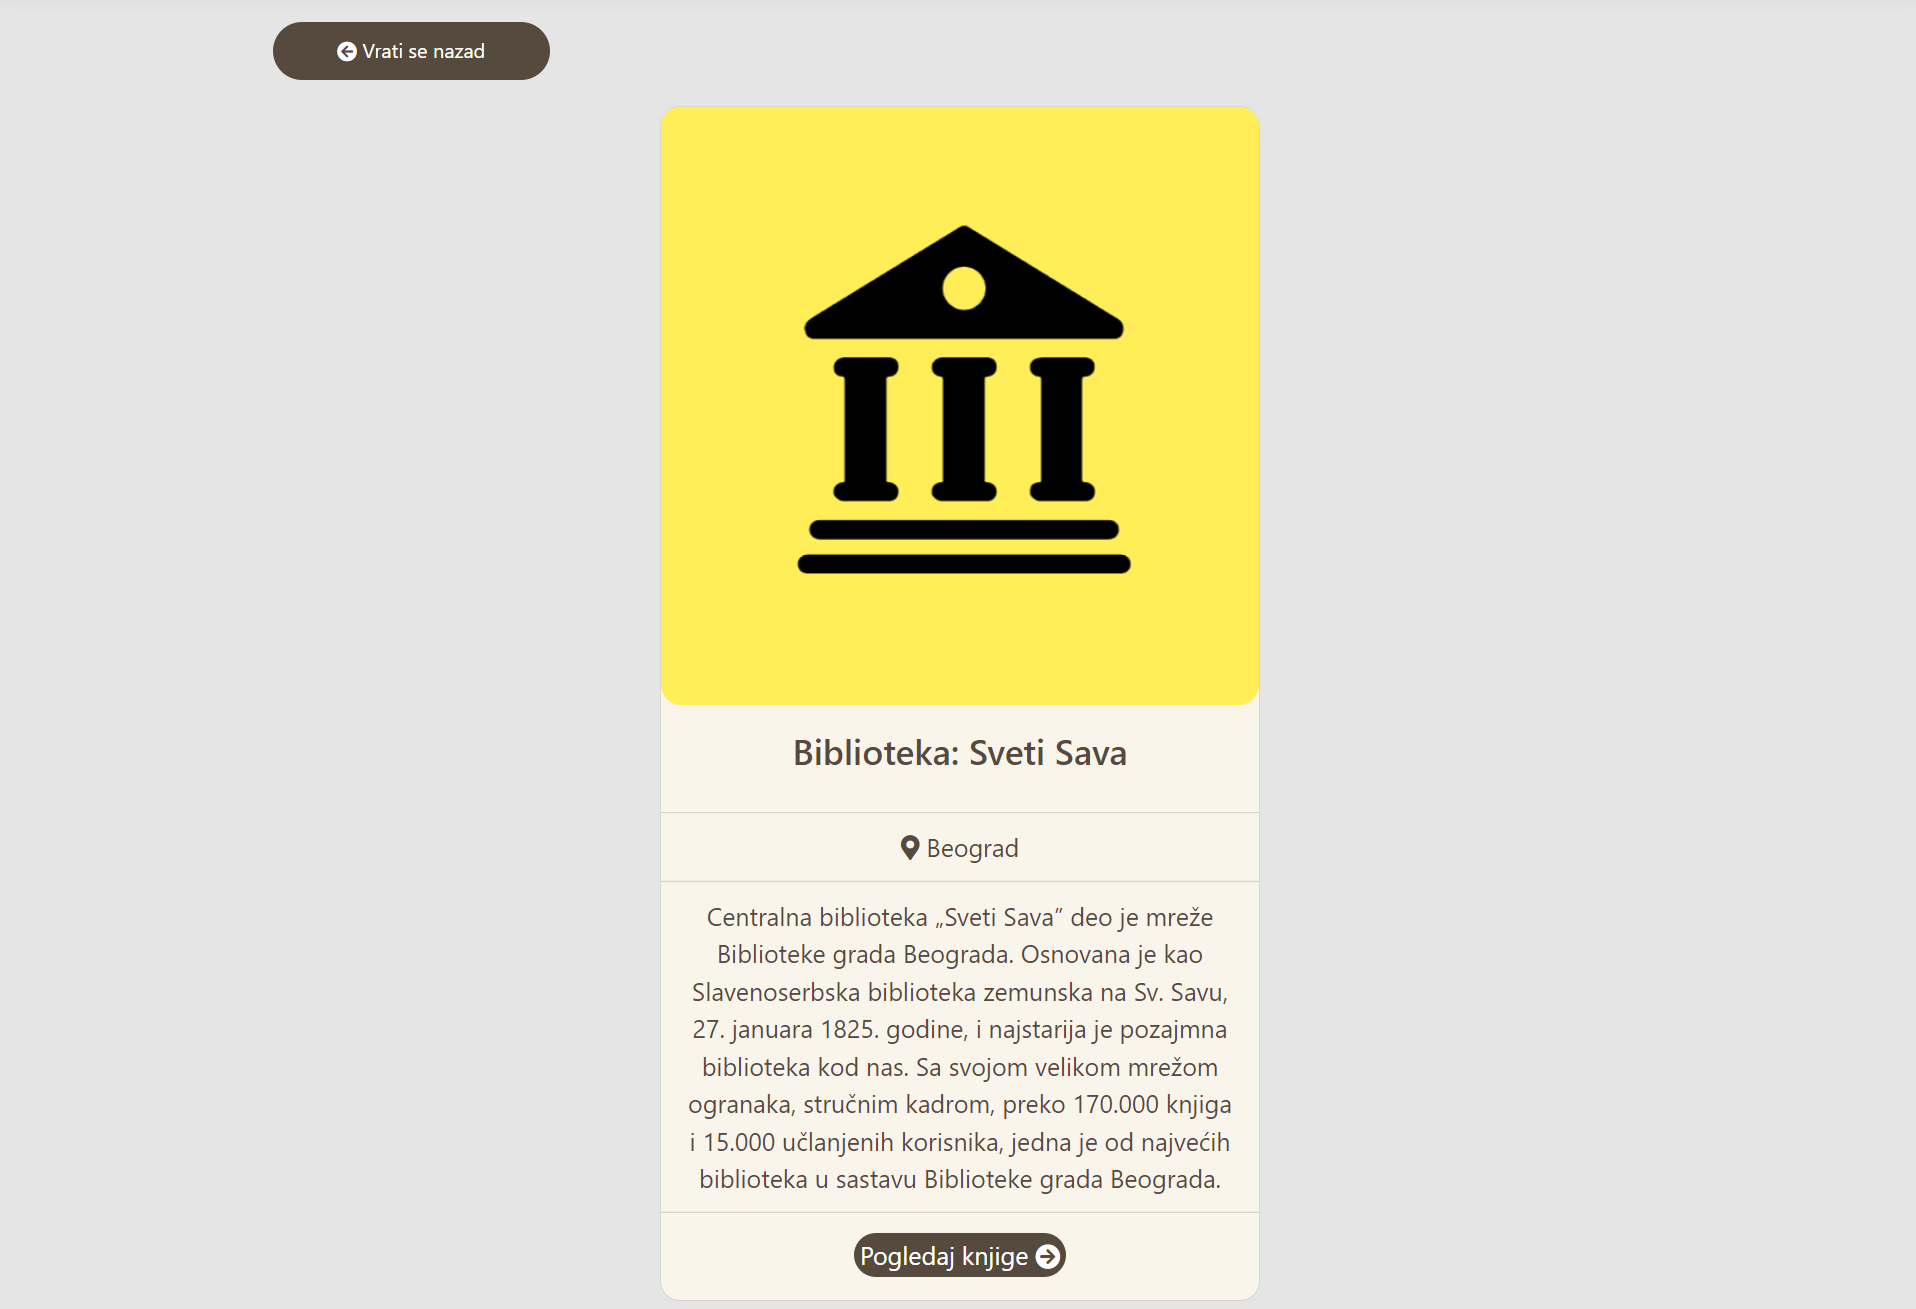 Vrati se nazad
Biblioteka: Sveti Sava
Beograd
Centralna biblioteka „Sveti Sava” deo je mreže
Biblioteke grada Beograda. Osnovana je kao
Slavenoserbska biblioteka zemunska na Sv. Savu,
27. januara 1825. godine, i najstarija je pozajmna
biblioteka kod nas. Sa svojom velikom mrežom
ogranaka, stručnim kadrom, preko 170.000 knjiga
i 15.000 učlanjenih korisnika, jedna je od najvećih
biblioteka u sastavu Biblioteke grada Beograda.
Pogledaj knjige